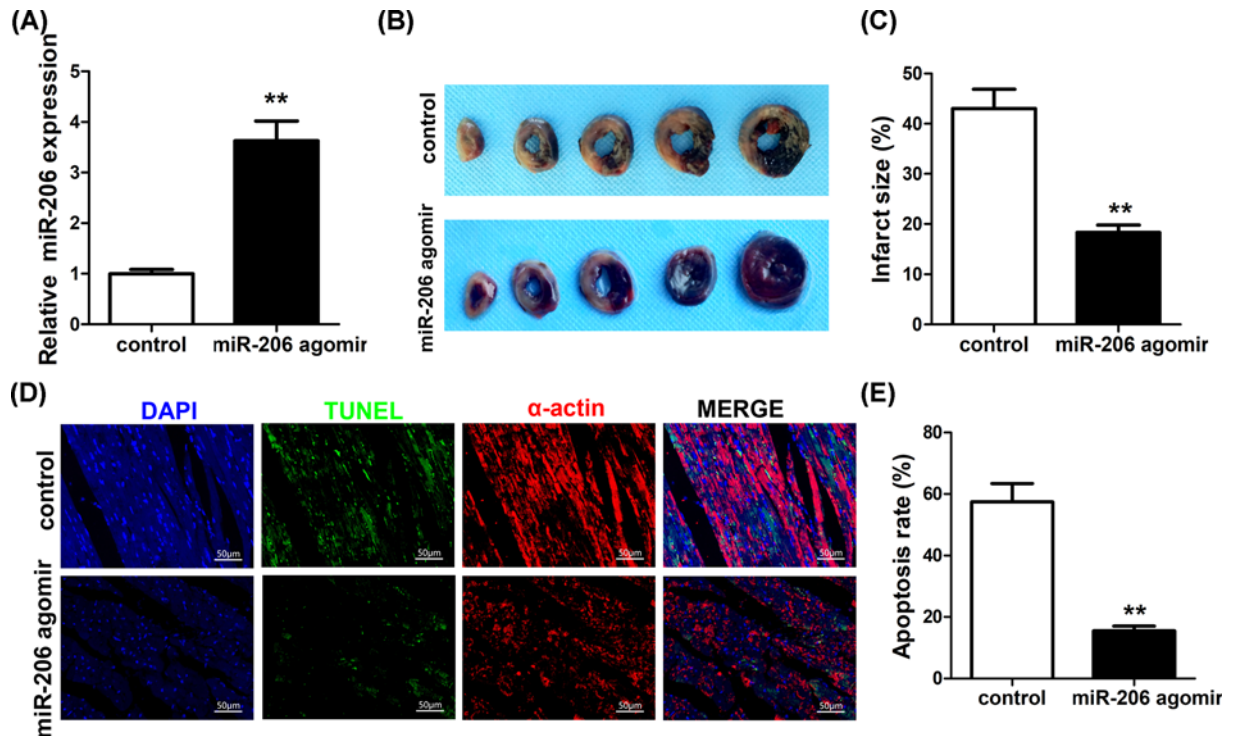 (A)
Relative miR-206 expression
5
4
3
2
1
0
**
control
miR-206 agomir
(B)
control
miR-206 agomir
(C)
Infarct size (%)
50
40
30
20
10
0
**
control
miR-206 agomir
(D)
DAPI
TUNEL
α-actin
MERGE
control
50μm
50μm
50μm
50μm
miR-206 agomir
50μm
50μm
50μm
50μm
(E)
Apoptosis rate (%)
80
60
40
20
0
**
control
miR-206 agomir